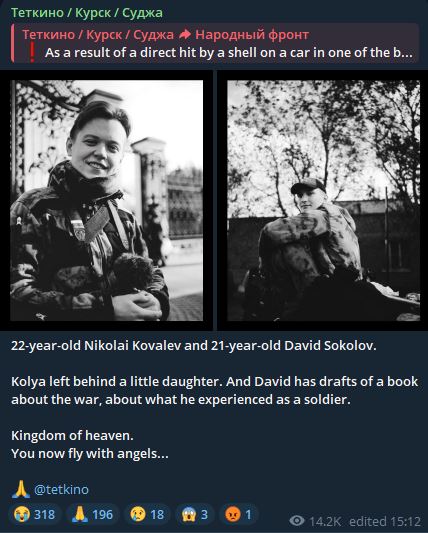 Теткино / Курск / Суджа
Теткино / Курск / Суджа Народный фронт
As a result of a direct hit by a shell on a car in one of the b...
22-year-old Nikolai Kovalev and 21-year-old David Sokolov.
Kolya left behind a little daughter. And David has drafts of a book
about the war, about what he experienced as a soldier.
Kingdom of heaven.
You now fly with angels...
@tetkino
318 196 18 3 1
14.2K edited 15:12